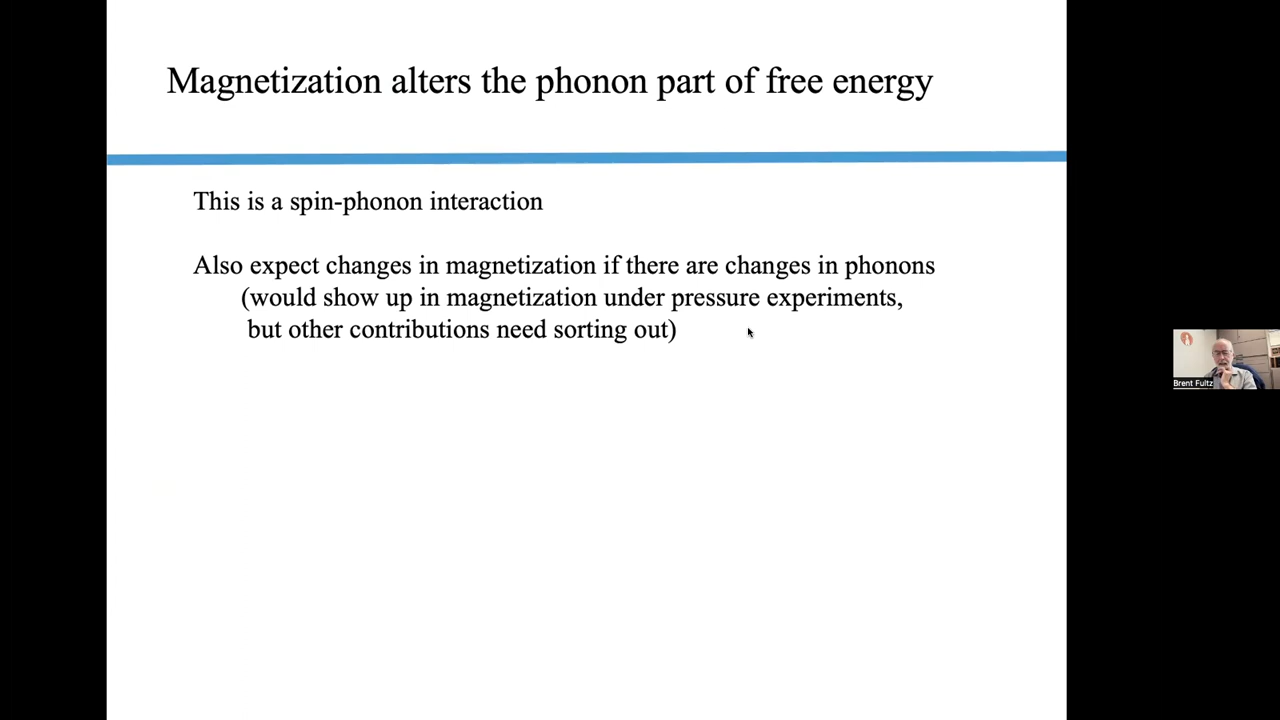 Magnetization alters the phonon part of free energy
This is a spin-phonon interaction
Also expect changes in magnetization if there are changes in phonons
(would show up in magnetization under pressure experiments,
but other contributions need sorting out)
Brent Fultz